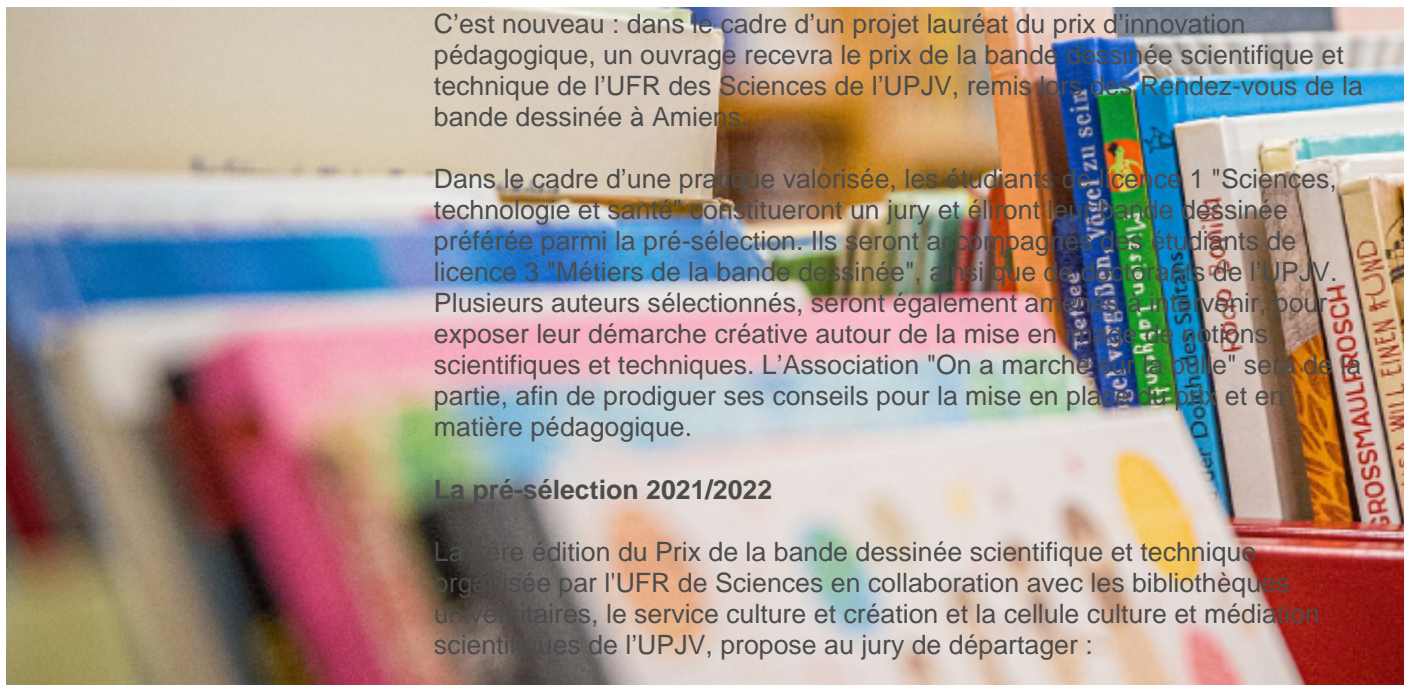 C’est nouveau : dans le cadre d’un projet lauréat du prix d’innovation
pédagogique, un ouvrage recevra le prix de la bande dessinée scientifique et
technique de l’UFR des Sciences de l’UPJV, remis lors des Rendez-vous de la
bande dessinée à Amiens.
Dans le cadre d’une pratique valorisée, les étudiants de licence 1 "Sciences,
technologie et santé" constitueront un jury et éliront leur bande dessinée
préférée parmi la pré-sélection. Ils seront accompagnés des étudiants de
licence 3 "Métiers de la bande dessinée", ainsi que de doctorants de l’UPJV.
Plusieurs auteurs sélectionnés, seront également amenés à intervenir, pour
exposer leur démarche créative autour de la mise en image de notions
scientifiques et techniques. L’Association "On a marché sur la bulle" sera de la
partie, afin de prodiguer ses conseils pour la mise en place du prix et en
matière pédagogique.
La pré-sélection 2021/2022
La 1ère édition du Prix de la bande dessinée scientifique et technique
organisée par l'UFR de Sciences en collaboration avec les bibliothèques
universitaires, le service culture et création et la cellule culture et médiation
scientifiques de l’UPJV, propose au jury de départager :
Vogel zu sein
GROSSMAULFROSCH
WILL EINEN HUND